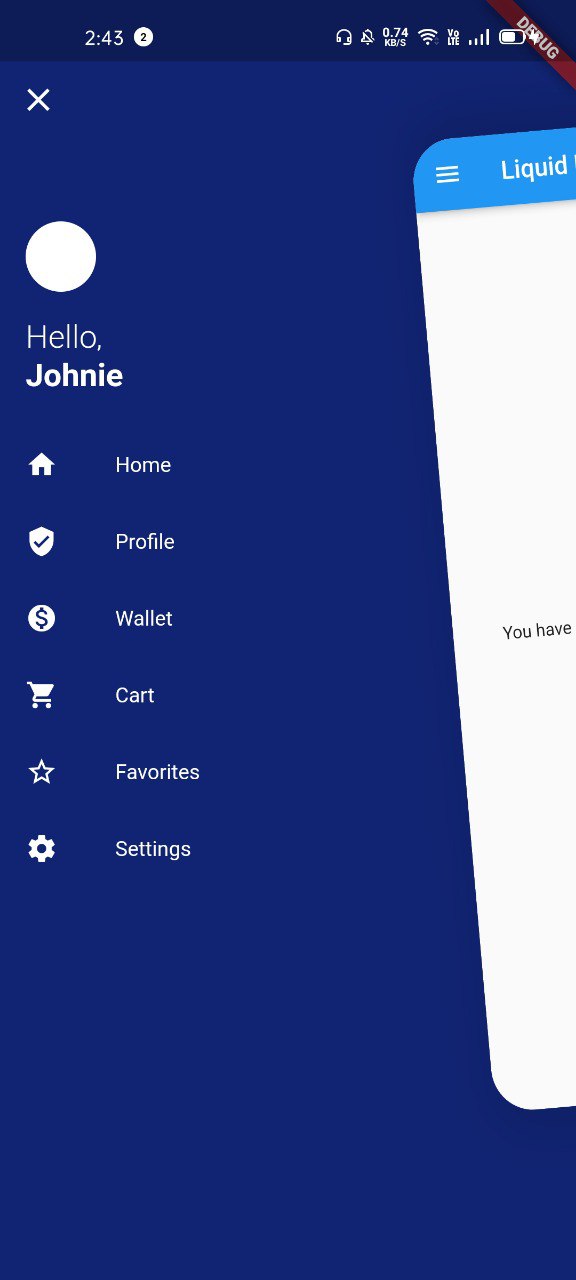 2:43 2 0.74 KB/S Vo LTE
DEBUG
Liquid
Hello,
Johnie
Home
Profile
Wallet
You have
Cart
Favorites
Settings